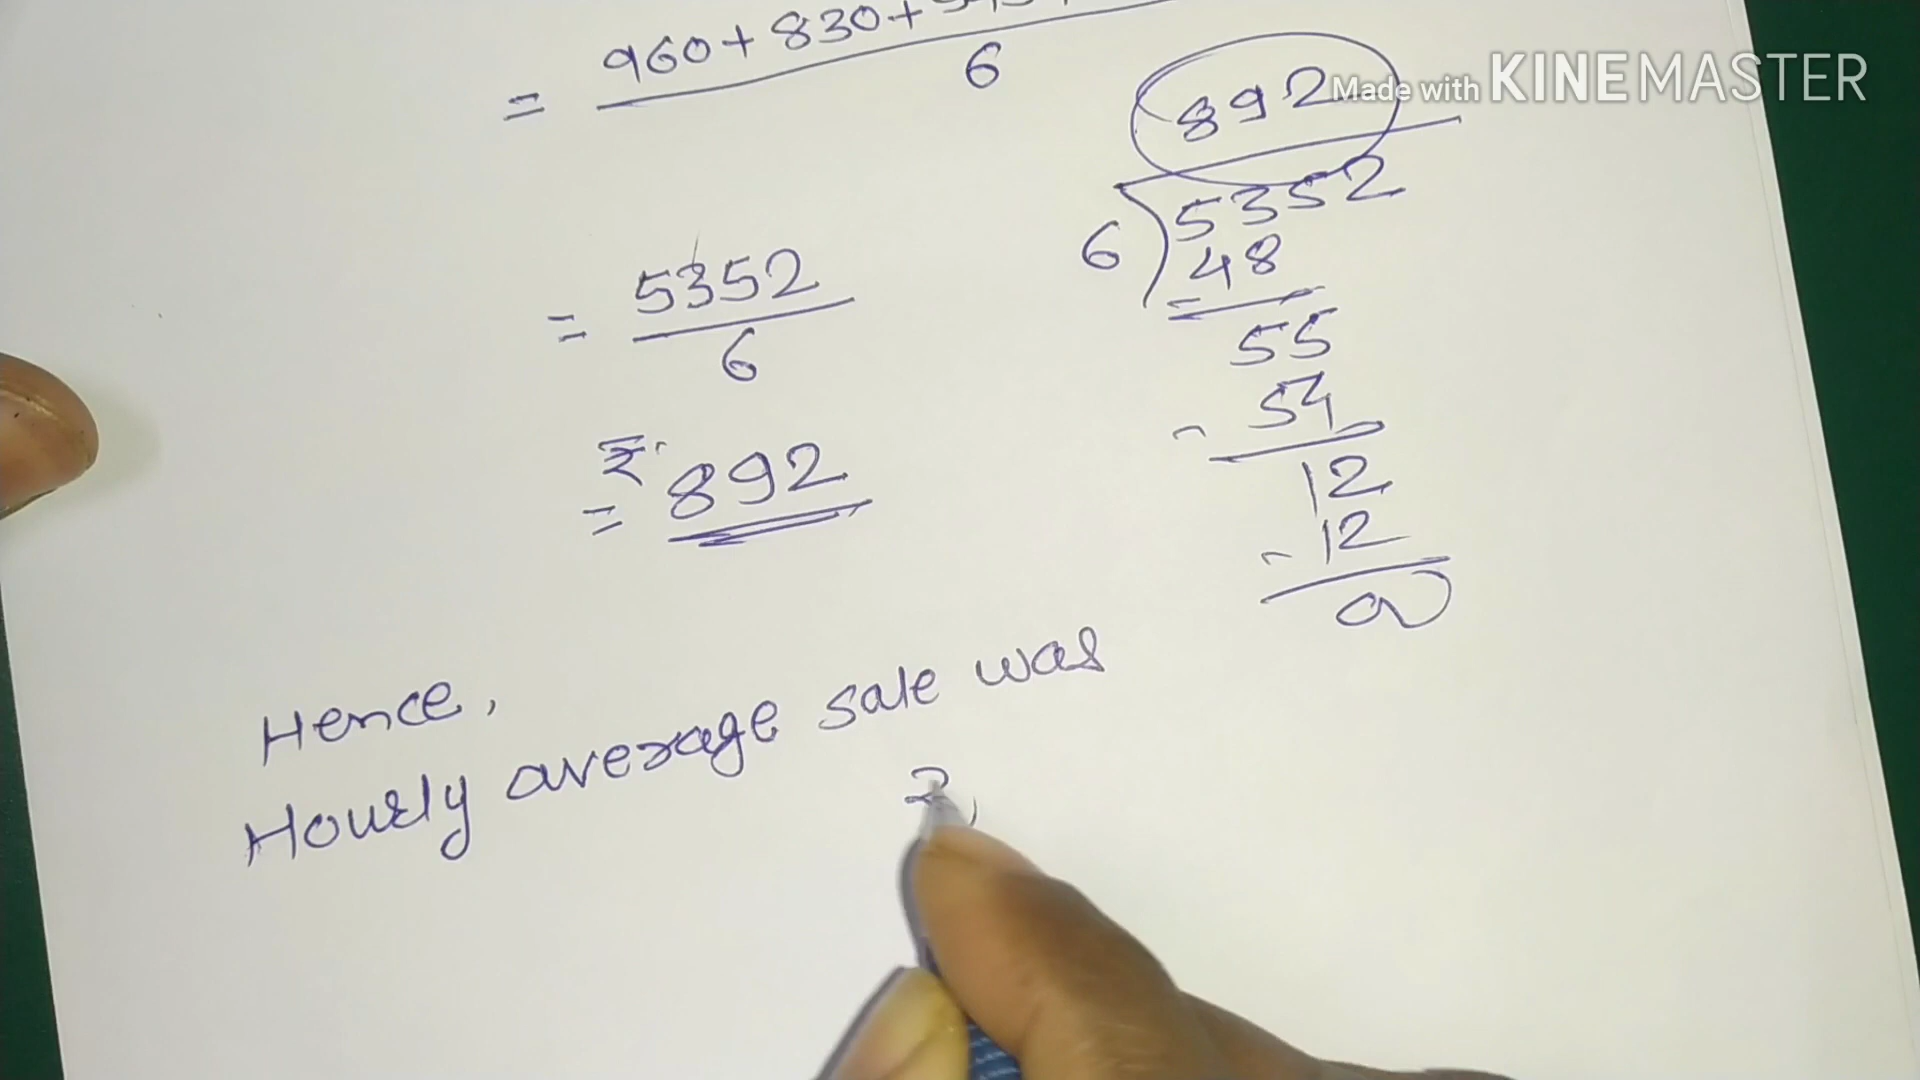 = 960 + 830 +
6
Made with KINEMASTER
892
6 ) 5352
48
= 5352
6
55
- 54
₹
= 892
12
- 12
0
Hence,
Hourly average sale was